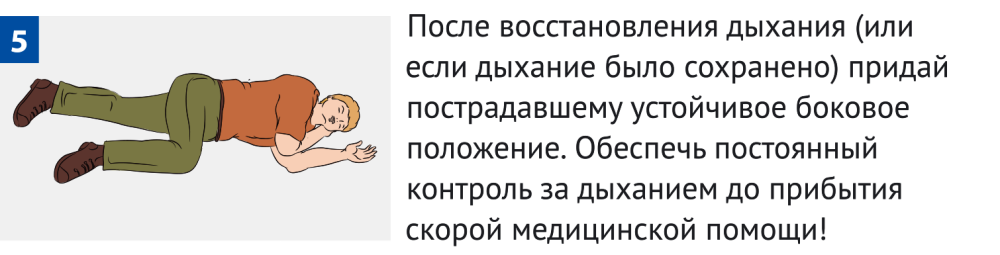 5
После восстановления дыхания (или
если дыхание было сохранено) придай
пострадавшему устойчивое боковое
положение. Обеспечь постоянный
контроль за дыханием до прибытия
скорой медицинской помощи!